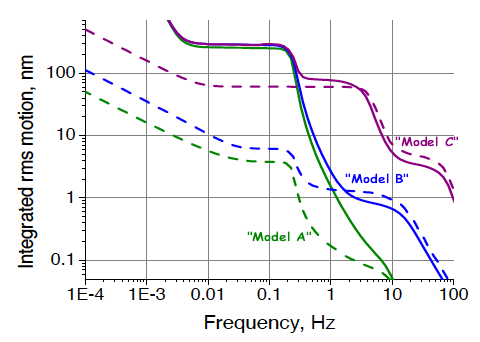 Integrated rms motion, nm
100
10
1
0.1
"Model C"
"Model B"
"Model A"
1E-4 1E-3 0.01 0.1 1 10 100
Frequency, Hz